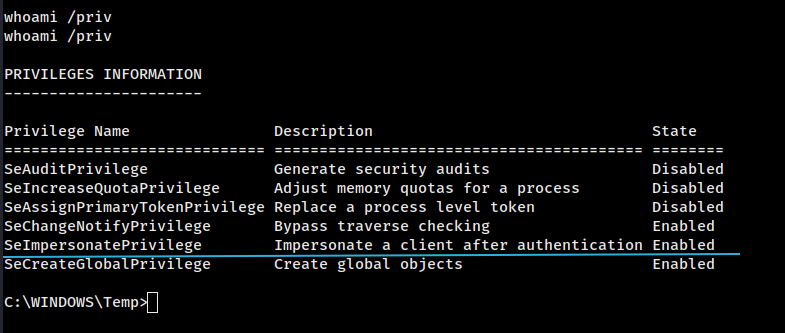 whoami /priv
whoami /priv
PRIVILEGES INFORMATION
----------------------
Privilege Name                Description                               State
============================= ========================================= ========
SeAuditPrivilege              Generate security audits                  Disabled
SeIncreaseQuotaPrivilege      Adjust memory quotas for a process        Disabled
SeAssignPrimaryTokenPrivilege Replace a process level token             Disabled
SeChangeNotifyPrivilege       Bypass traverse checking                  Enabled
SeImpersonatePrivilege        Impersonate a client after authentication Enabled
SeCreateGlobalPrivilege       Create global objects                     Enabled
C:\WINDOWS\Temp>